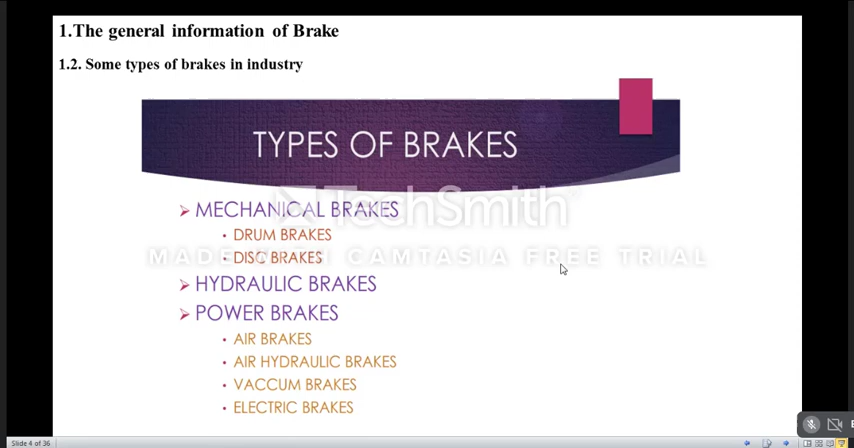 1.The general information of Brake
1.2. Some types of brakes in industry
TYPES OF BRAKES
MECHANICAL BRAKES
TechSmith
• DRUM BRAKES
MADE WITH CAMTASIA FREE TRIAL
• DISC BRAKES
HYDRAULIC BRAKES
POWER BRAKES
• AIR BRAKES
• AIR HYDRAULIC BRAKES
• VACCUM BRAKES
• ELECTRIC BRAKES
Slide 4 of 36